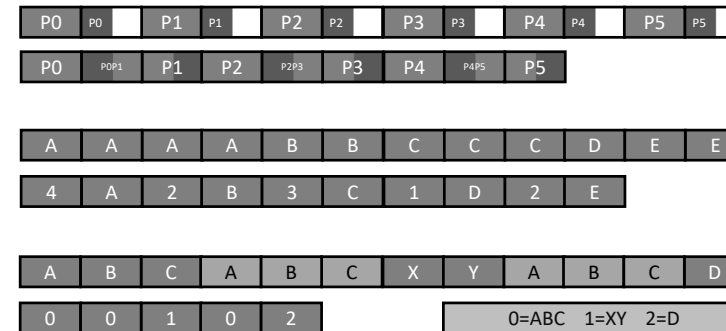 P0 P0 P1 P1 P2 P2 P3 P3 P4 P4 P5 P5
P0 P0P1 P1 P2 P2P3 P3 P4 P4P5 P5
A A A A B B C C C D E E
4 A 2 B 3 C 1 D 2 E
A B C A B C X Y A B C D
0 0 1 0 2 0=ABC 1=XY 2=D